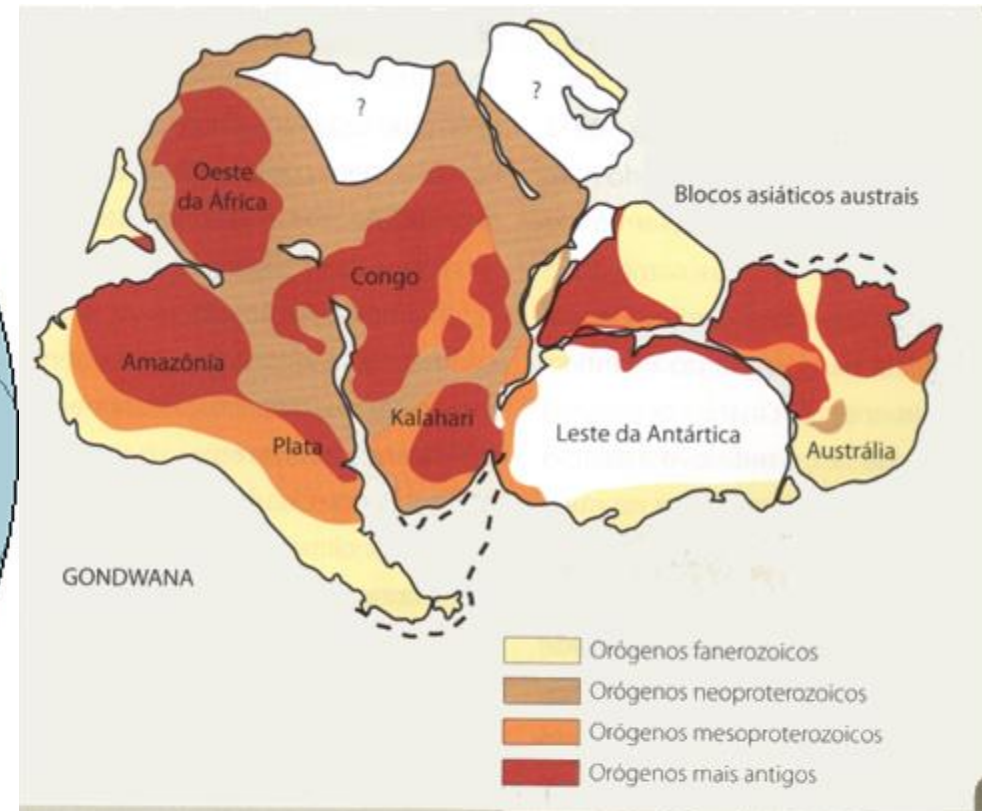 ?
?
Oeste
da África
Blocos asiáticos austrais
Congo
Amazônia
Kalahari
Plata
Leste da Antártica
Austrália
GONDWANA
Orógenos fanerozoicos
Orógenos neoproterozoicos
Orógenos mesoproterozoicos
Orógenos mais antigos